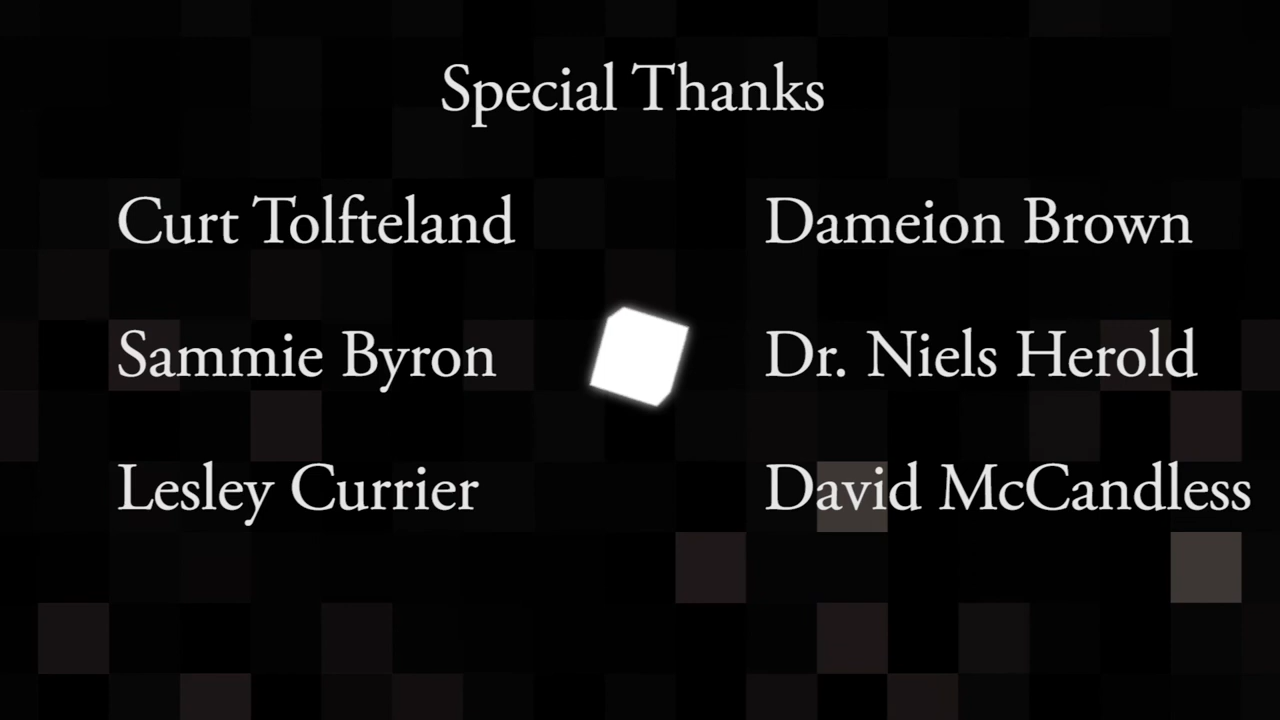 Special Thanks
Curt Tolfteland
Dameion Brown
Sammie Byron
Dr. Niels Herold
Lesley Currier
David McCandless